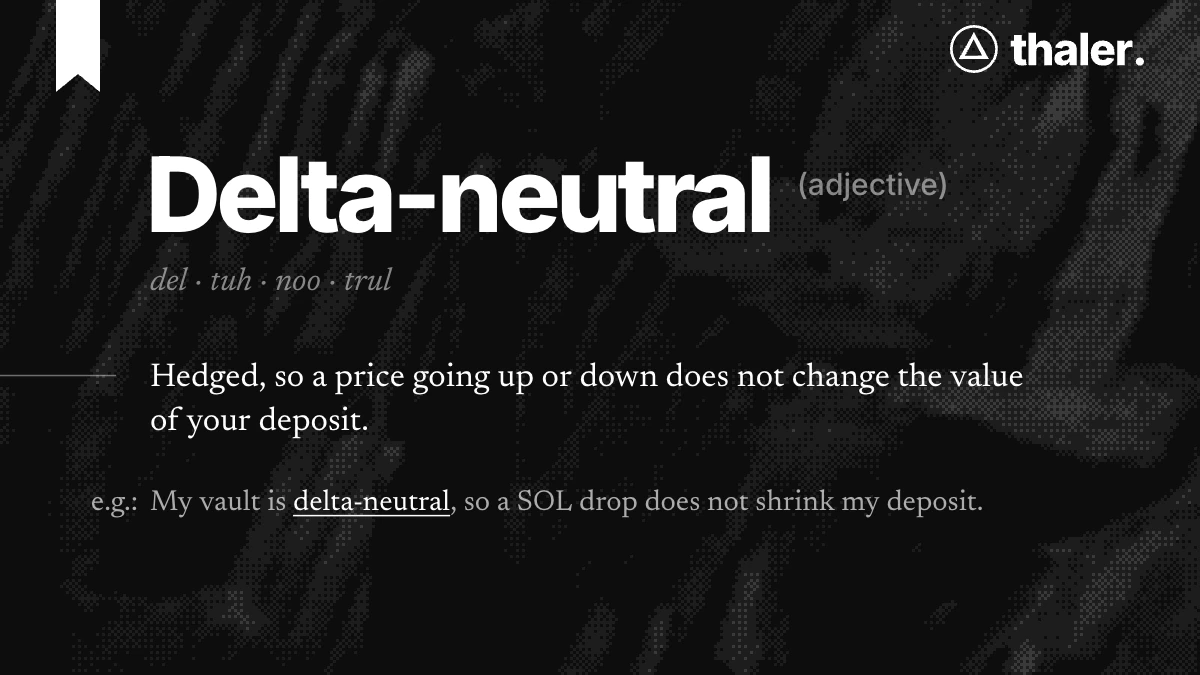 thaler.
Delta-neutral (adjective)
del · tuh · noo · trul
Hedged, so a price going up or down does not change the value
of your deposit.
e.g.: My vault is delta-neutral, so a SOL drop does not shrink my deposit.